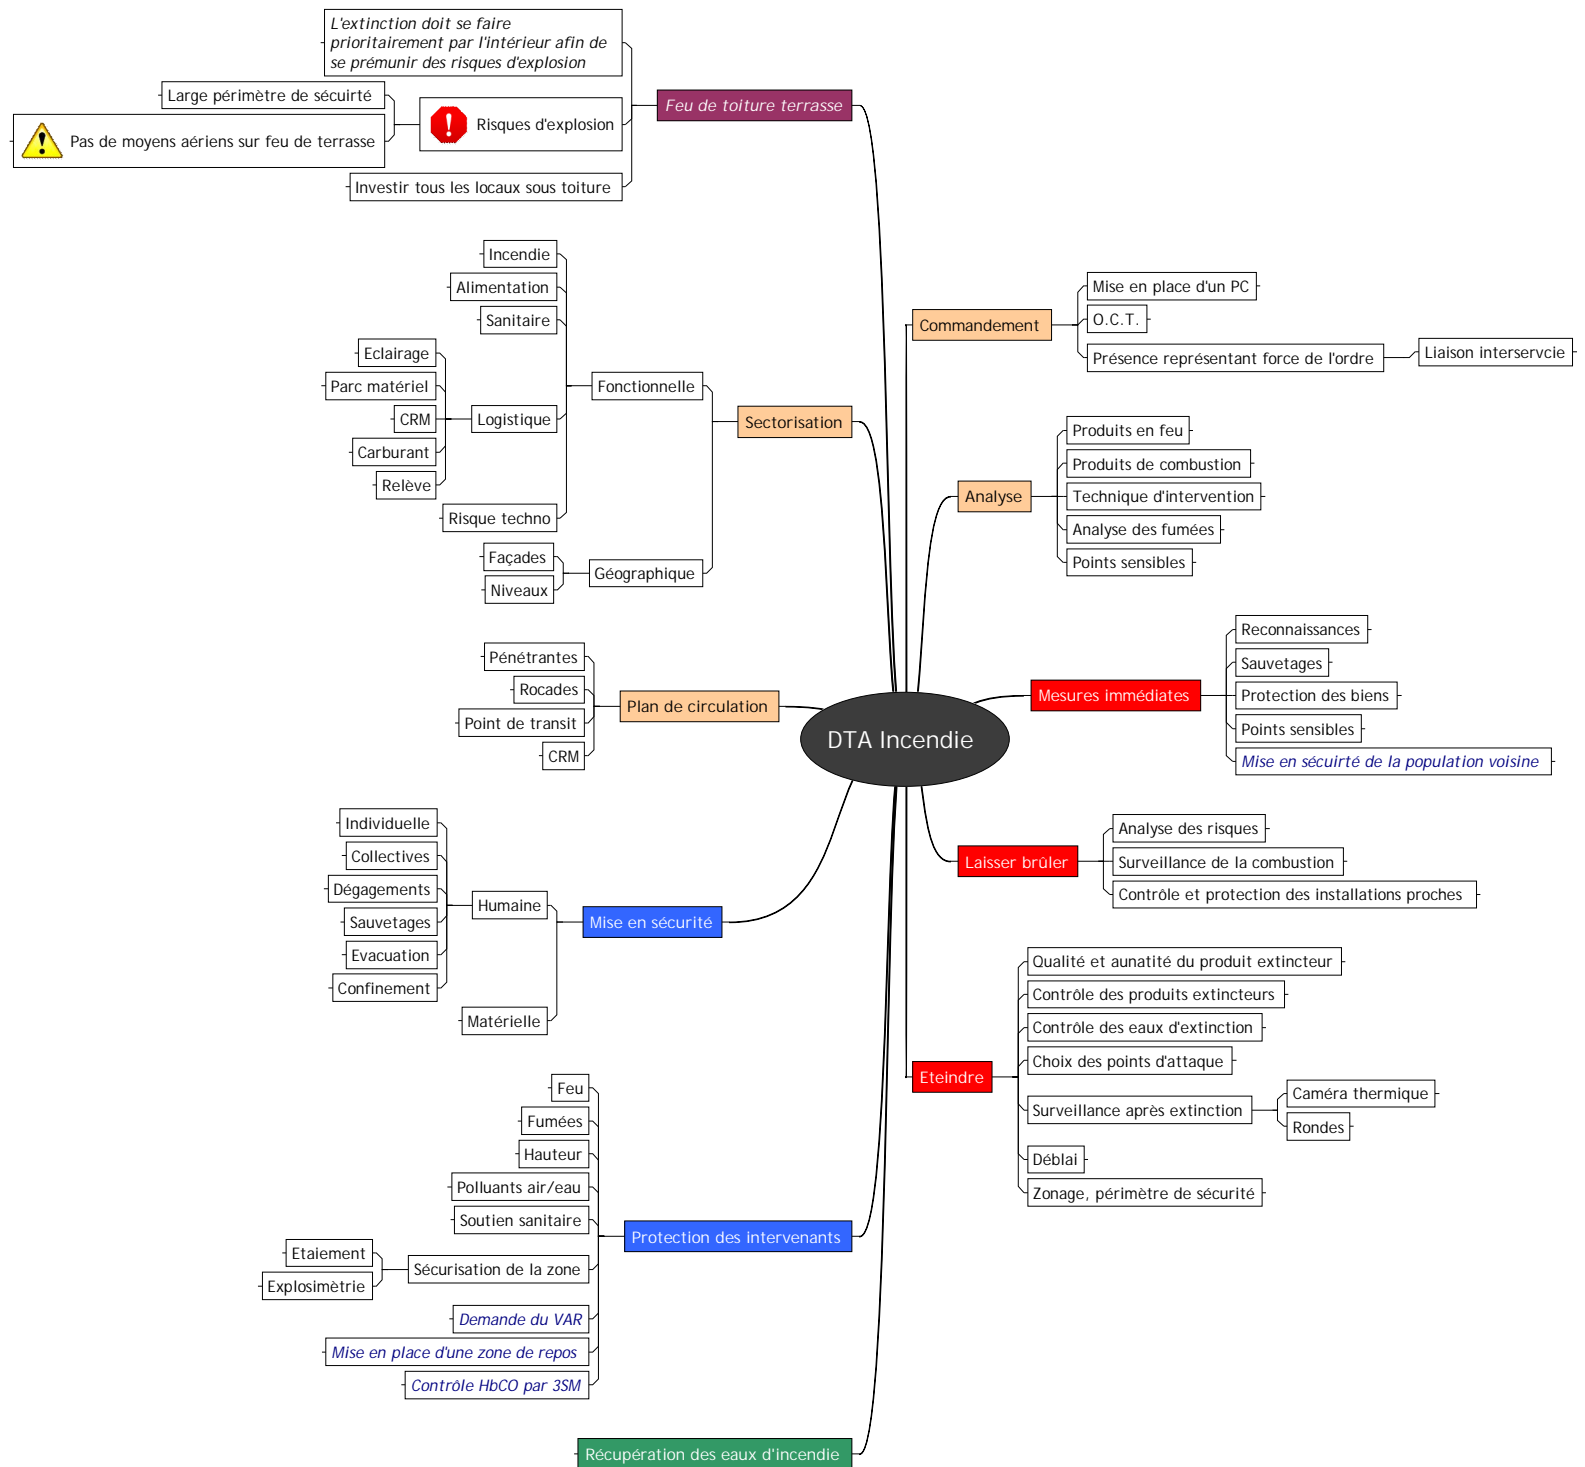 DTA Incendie
Commandement
Mise en place d'un PC
O.C.T.
Présence représentant force de l'ordre
Liaison interservcie
Analyse
Produits en feu
Produits de combustion
Technique d'intervention
Analyse des fumées
Points sensibles
Mesures immédiates
Reconnaissances
Sauvetages
Protection des biens
Points sensibles
Mise en sécuirté de la population voisine
Laisser brûler
Analyse des risques
Surveillance de la combustion
Contrôle et protection des installations proches
Eteindre
Qualité et aunatité du produit extincteur
Contrôle des produits extincteurs
Contrôle des eaux d'extinction
Choix des points d'attaque
Surveillance après extinction
Caméra thermique
Rondes
Déblai
Zonage, périmètre de sécurité
Feu de toiture terrasse
L'extinction doit se faire
prioritairement par l'intérieur afin de
se prémunir des risques d'explosion
Risques d'explosion
Large périmètre de sécuirté
Pas de moyens aériens sur feu de terrasse
Investir tous les locaux sous toiture
Sectorisation
Fonctionnelle
Incendie
Alimentation
Sanitaire
Logistique
Eclairage
Parc matériel
CRM
Carburant
Relève
Risque techno
Géographique
Façades
Niveaux
Plan de circulation
Pénétrantes
Rocades
Point de transit
CRM
Mise en sécurité
Humaine
Individuelle
Collectives
Dégagements
Sauvetages
Evacuation
Confinement
Matérielle
Protection des intervenants
Feu
Fumées
Hauteur
Polluants air/eau
Soutien sanitaire
Sécurisation de la zone
Etaiement
Explosimètrie
Demande du VAR
Mise en place d'une zone de repos
Contrôle HbCO par 3SM
Récupération des eaux d'incendie